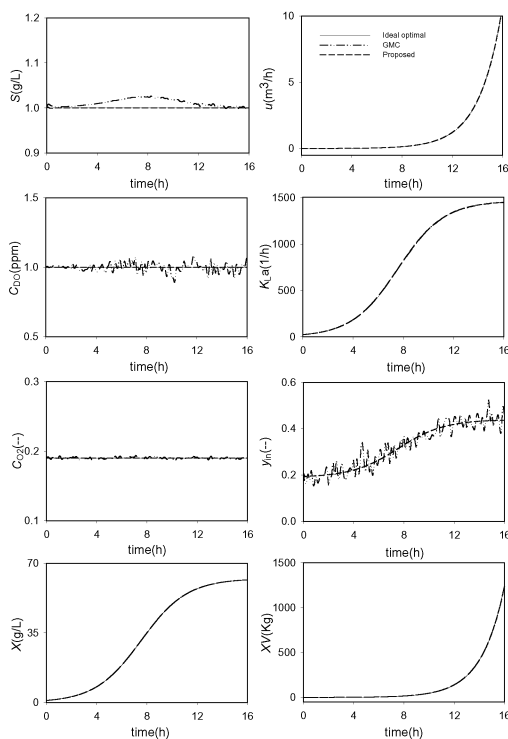 1.2
1.1
1.0
0.9
S(g/L)
0 4 8 12 16
time(h)
10
5
0
u(m³/h)
Ideal optimal
GMC
Proposed
0 4 8 12 16
time(h)
1.5
1.0
0.5
C_DO(ppm)
0 4 8 12 16
time(h)
1500
1000
500
0
K_La(1/h)
0 4 8 12 16
time(h)
0.3
0.2
0.1
C_O2(--)
0 4 8 12 16
time(h)
0.6
0.4
0.2
0.0
y_in(--)
0 4 8 12 16
time(h)
70
35
0
X(g/L)
0 4 8 12 16
time(h)
1500
1000
500
0
XV(Kg)
0 4 8 12 16
time(h)